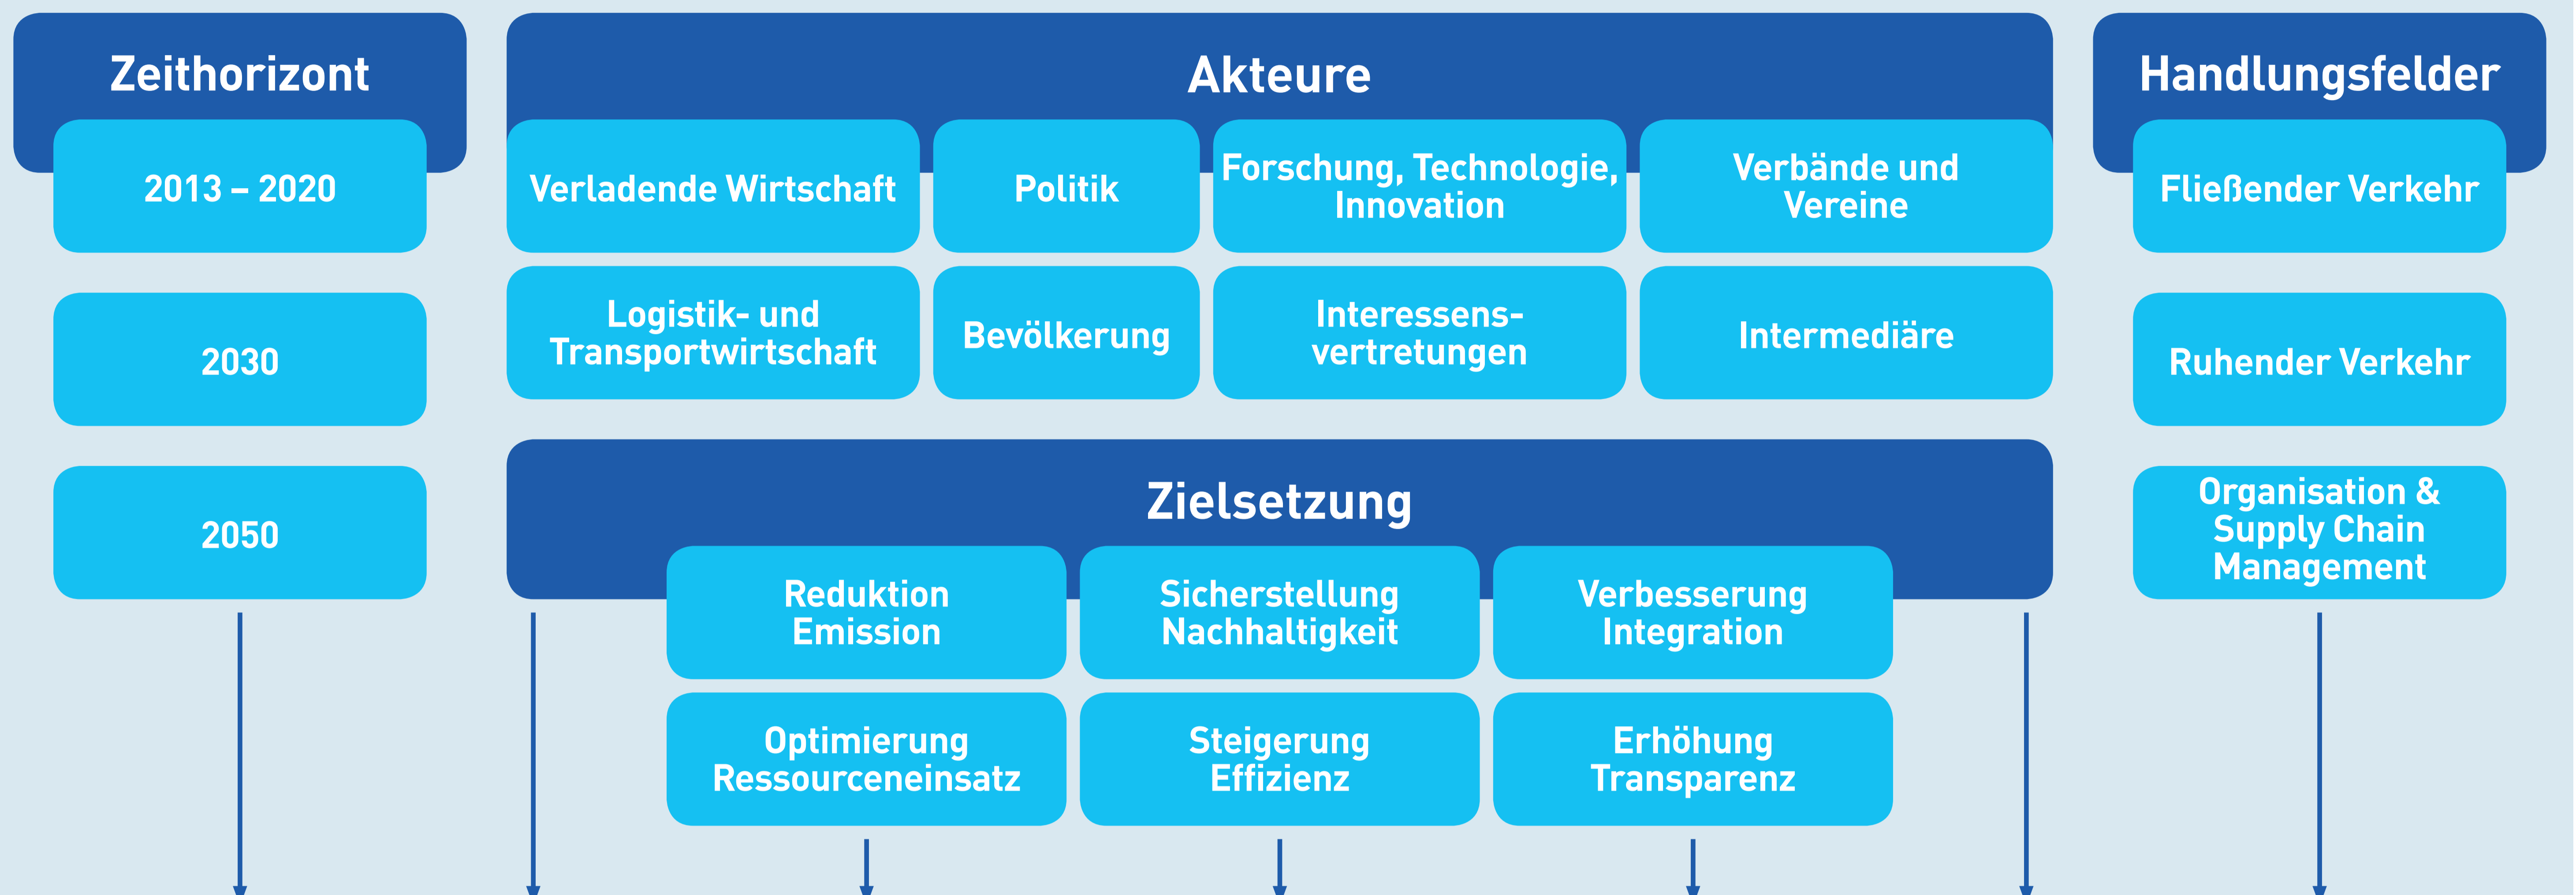 Zeithorizont
2013 – 2020
2030
2050
Akteure
Verladende Wirtschaft
Politik
Forschung, Technologie,
Innovation
Verbände und
Vereine
Logistik- und
Transportwirtschaft
Bevölkerung
Interessens-
vertretungen
Intermediäre
Zielsetzung
Reduktion
Emission
Sicherstellung
Nachhaltigkeit
Verbesserung
Integration
Optimierung
Ressourceneinsatz
Steigerung
Effizienz
Erhöhung
Transparenz
Handlungsfelder
Fließender Verkehr
Ruhender Verkehr
Organisation &
Supply Chain
Management